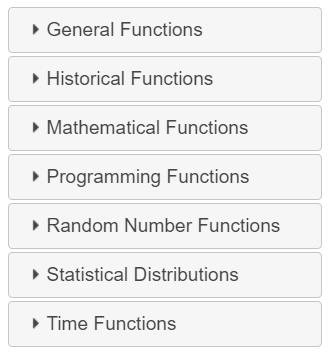 General Functions
Historical Functions
Mathematical Functions
Programming Functions
Random Number Functions
Statistical Distributions
Time Functions